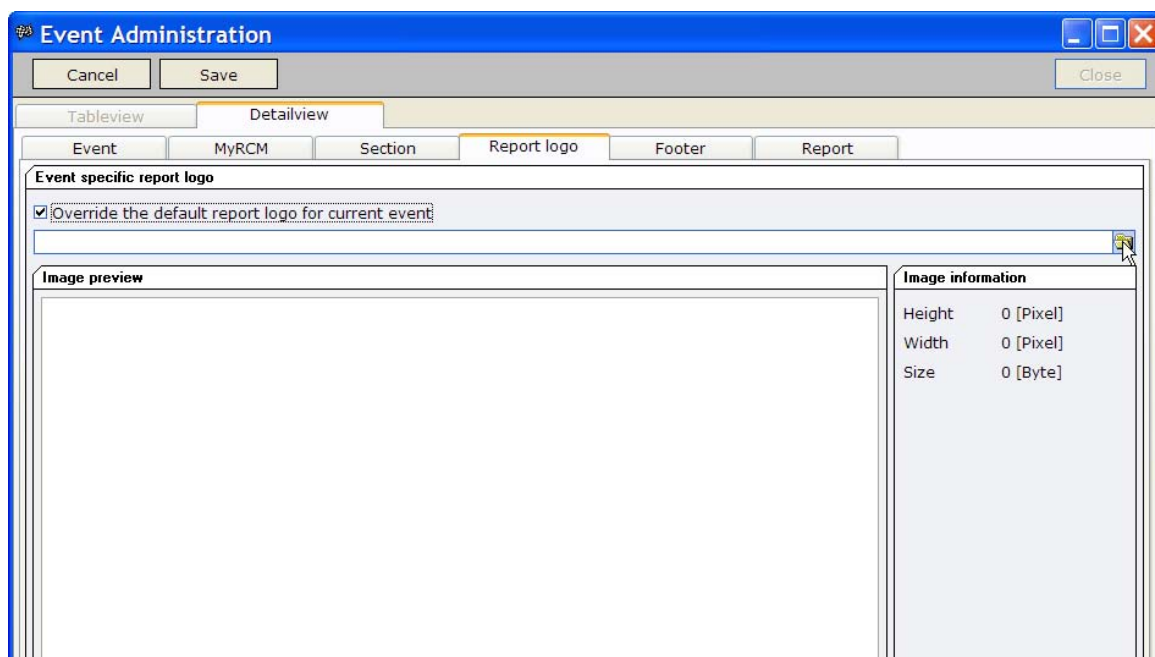 Event Administration
Cancel Save Close
Tableview Detailview
Event MyRCM Section Report logo Footer Report
Event specific report logo
Override the default report logo for current event
Image preview Image information
Height 0 [Pixel]
Width 0 [Pixel]
Size 0 [Byte]